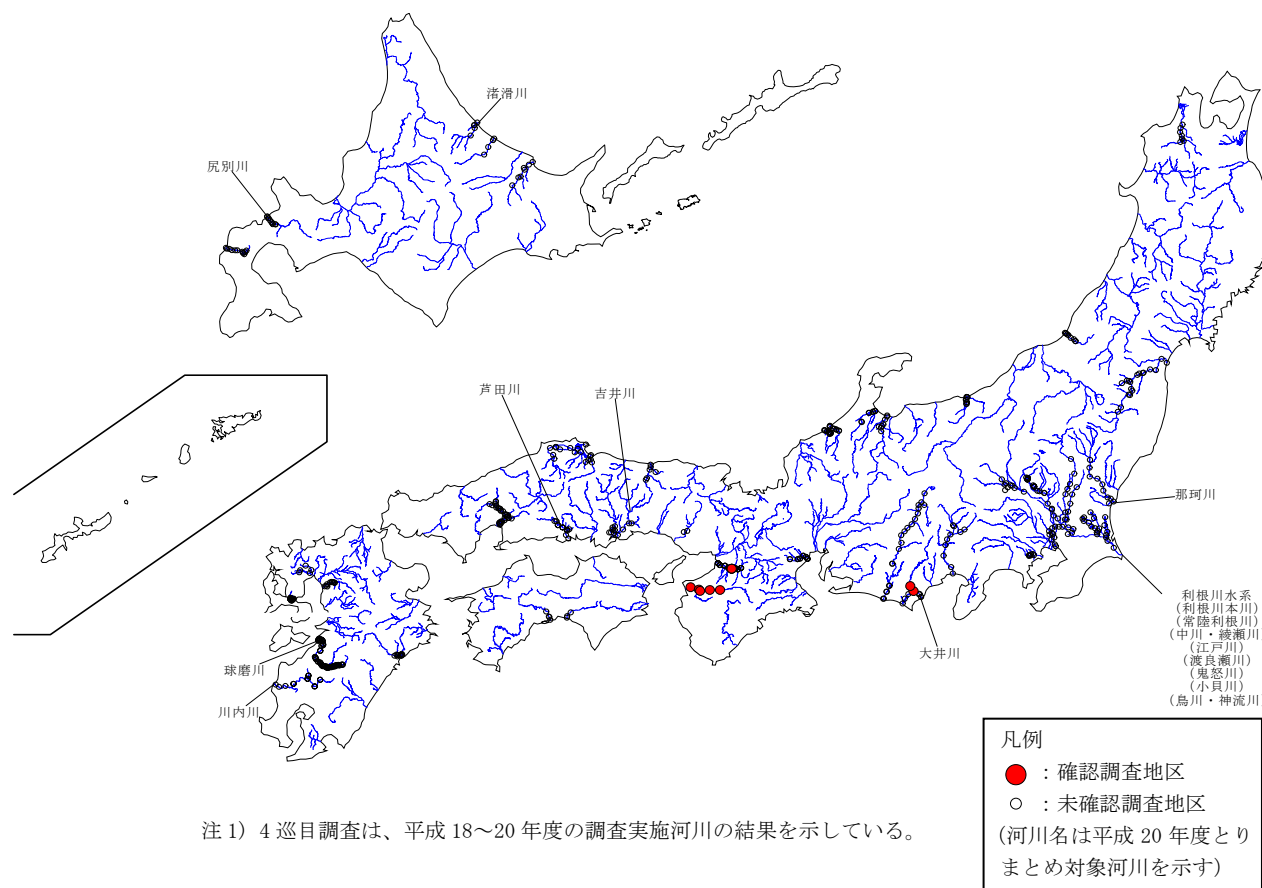 渚滑川
尻別川
芦田川
吉井川
那珂川
利根川水系
(利根川本川)
(常陸利根川)
(中川・綾瀬川)
(江戸川)
(渡良瀬川)
(鬼怒川)
(小貝川)
(烏川・神流川)
大井川
球磨川
川内川
凡例
：確認調査地区
：未確認調査地区
(河川名は平成 20 年度とり
まとめ対象河川を示す)
注 1) 4 巡目調査は、平成 18～20 年度の調査実施河川の結果を示している。